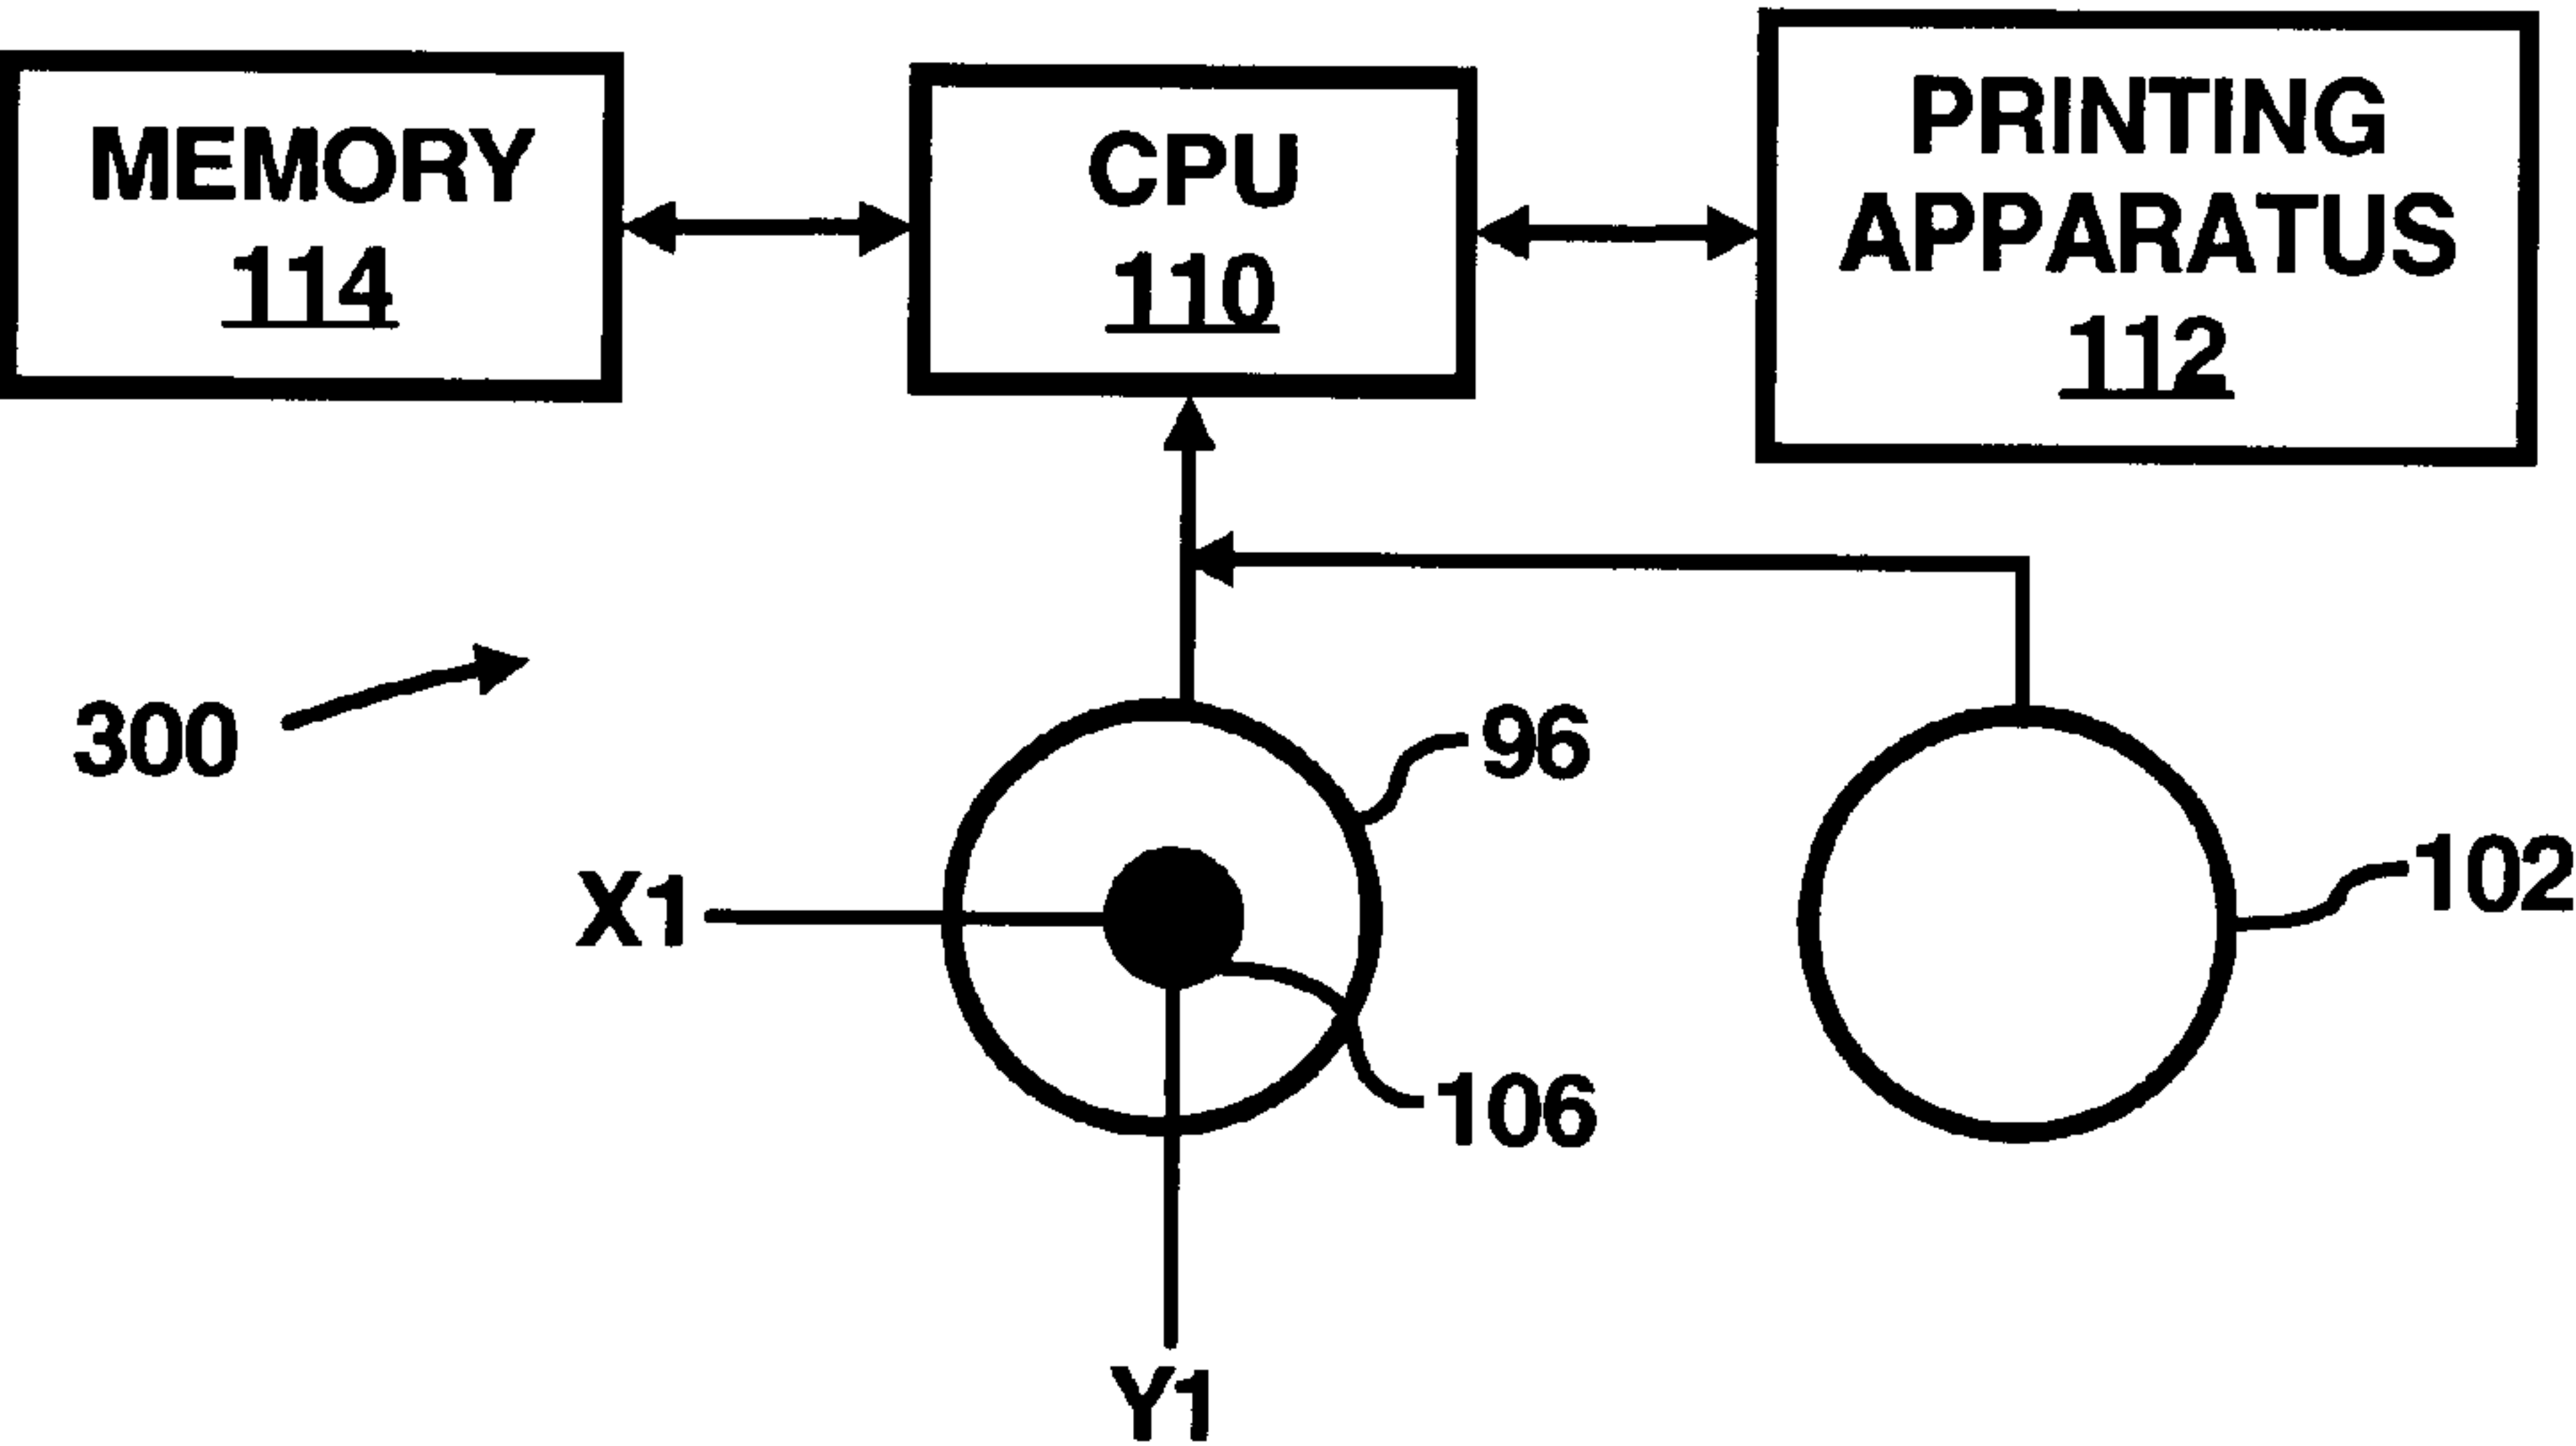 MEMORY
114
CPU
110
PRINTING
APPARATUS
112
300
96
X1
102
106
Y1